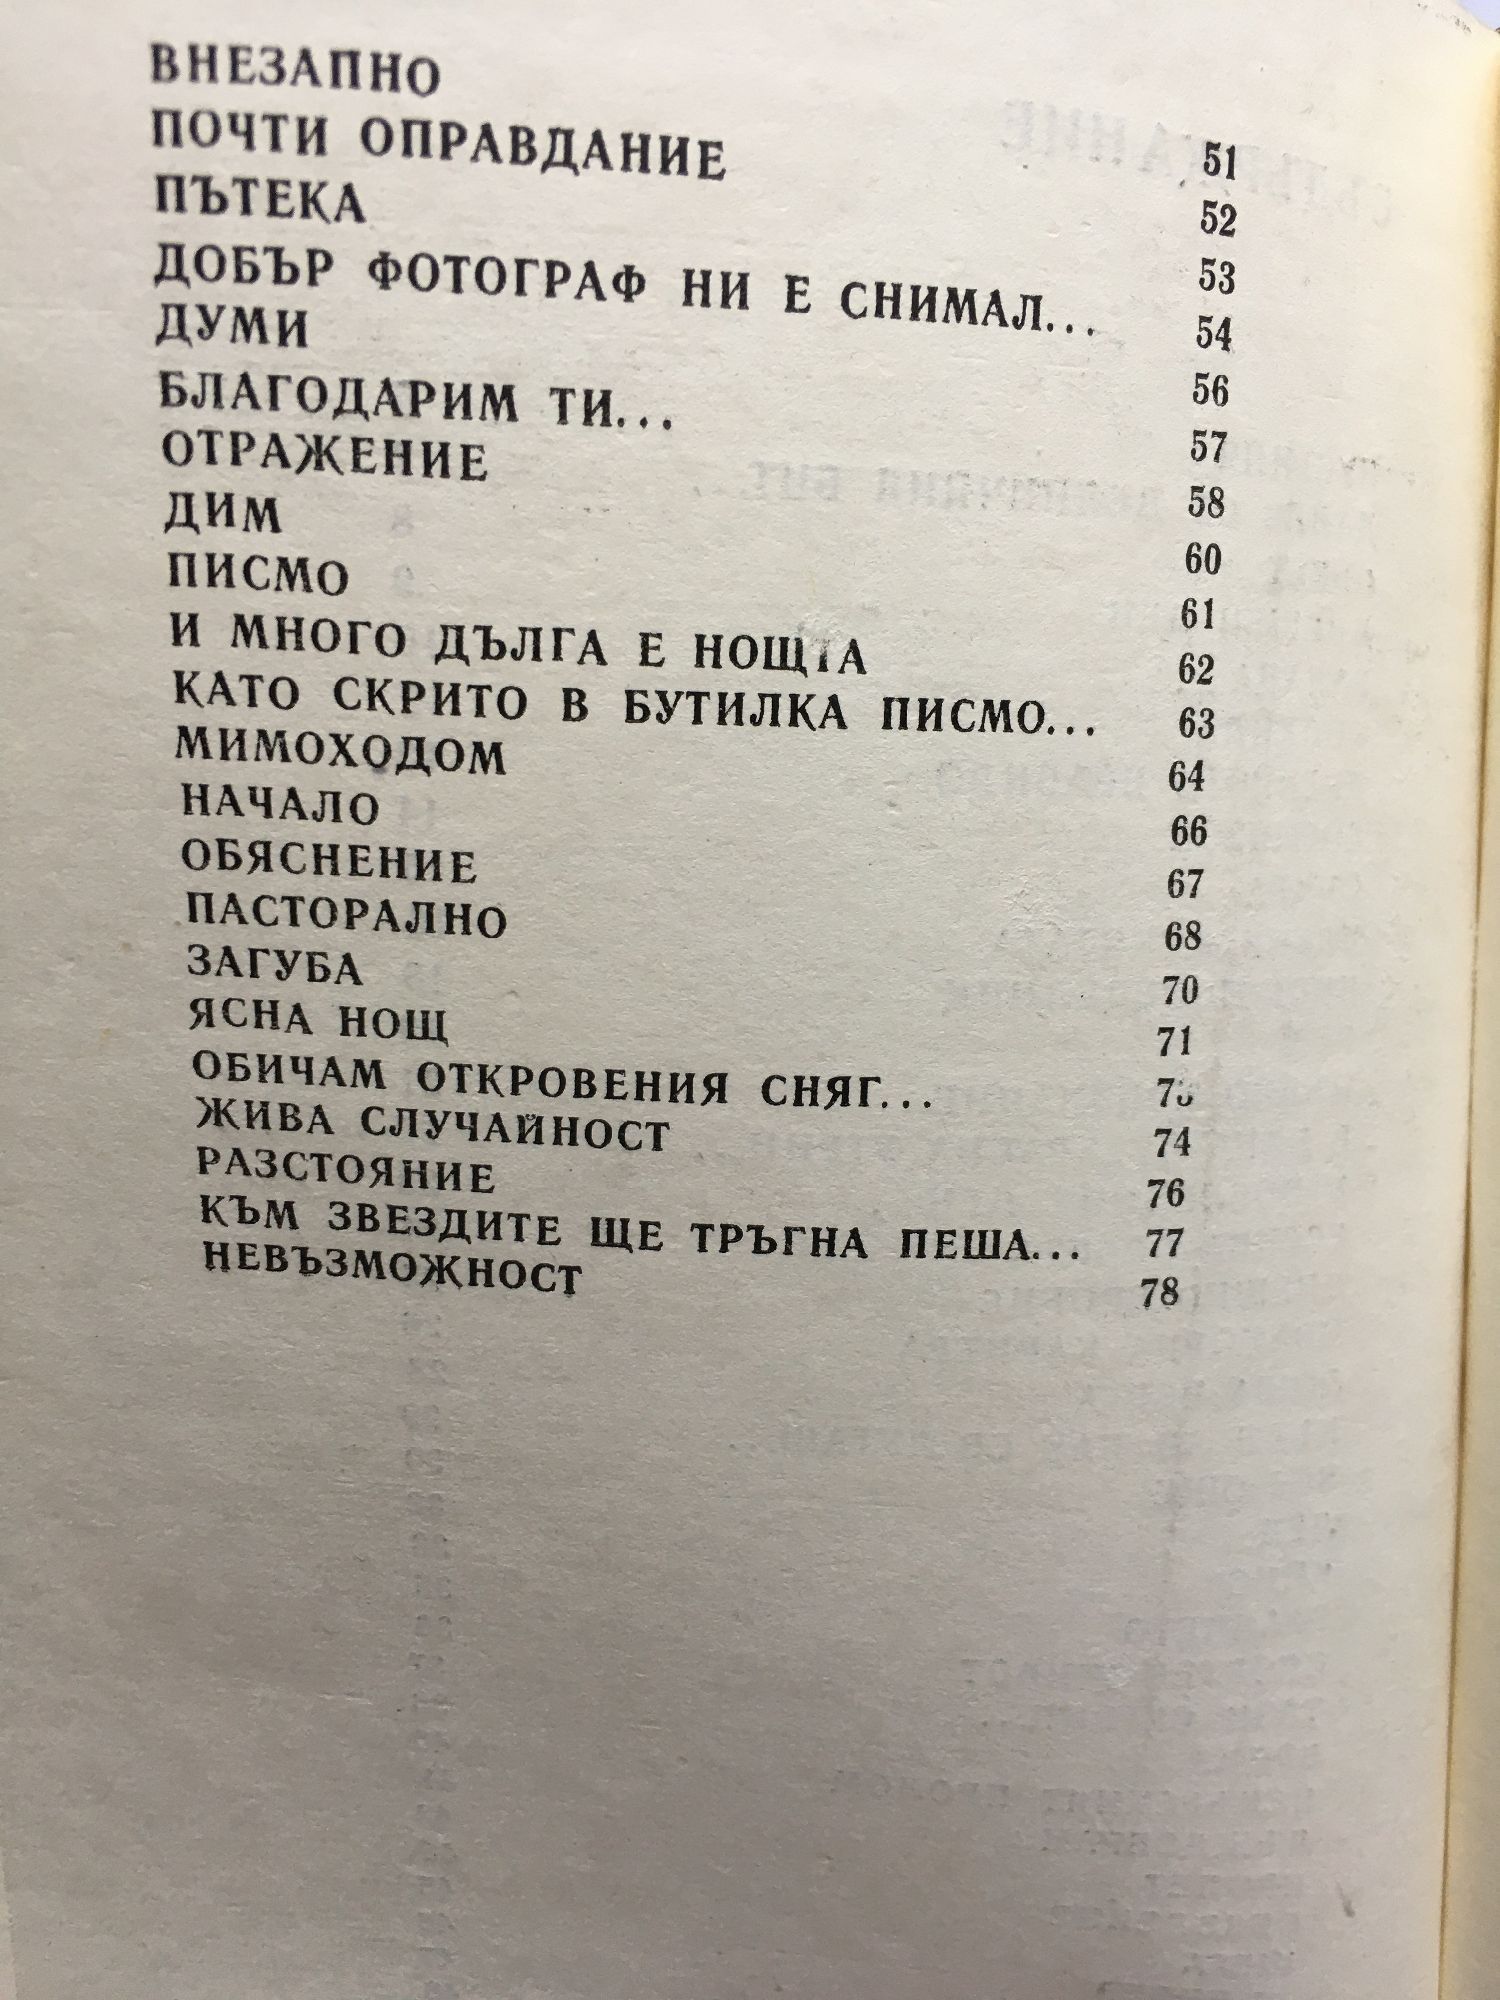 ВНЕЗАПНО 51
ПОЧТИ ОПРАВДАНИЕ 52
ПЪТЕКА 53
ДОБЪР ФОТОГРАФ НИ Е СНИМАЛ... 54
ДУМИ 56
БЛАГОДАРИМ ТИ... 57
ОТРАЖЕНИЕ 58
ДИМ 60
ПИСМО 61
И МНОГО ДЪЛГА Е НОЩТА 62
КАТО СКРИТО В БУТИЛКА ПИСМО... 63
МИМОХОДОМ 64
НАЧАЛО 66
ОБЯСНЕНИЕ 67
ПАСТОРАЛНО 68
ЗАГУБА 70
ЯСНА НОЩ 71
ОБИЧАМ ОТКРОВЕНИЯ СНЯГ... 73
ЖИВА СЛУЧАЙНОСТ 74
РАЗСТОЯНИЕ 76
КЪМ ЗВЕЗДИТЕ ЩЕ ТРЪГНА ПЕША... 77
НЕВЪЗМОЖНОСТ 78